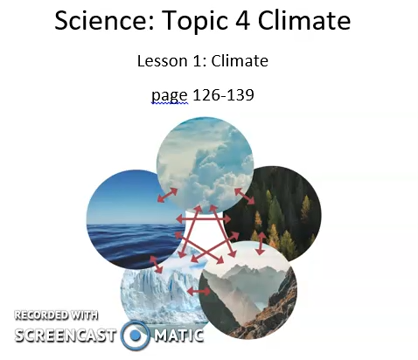 Science: Topic 4 Climate
Lesson 1: Climate
page 126-139
RECORDED WITH
SCREENCAST MATIC